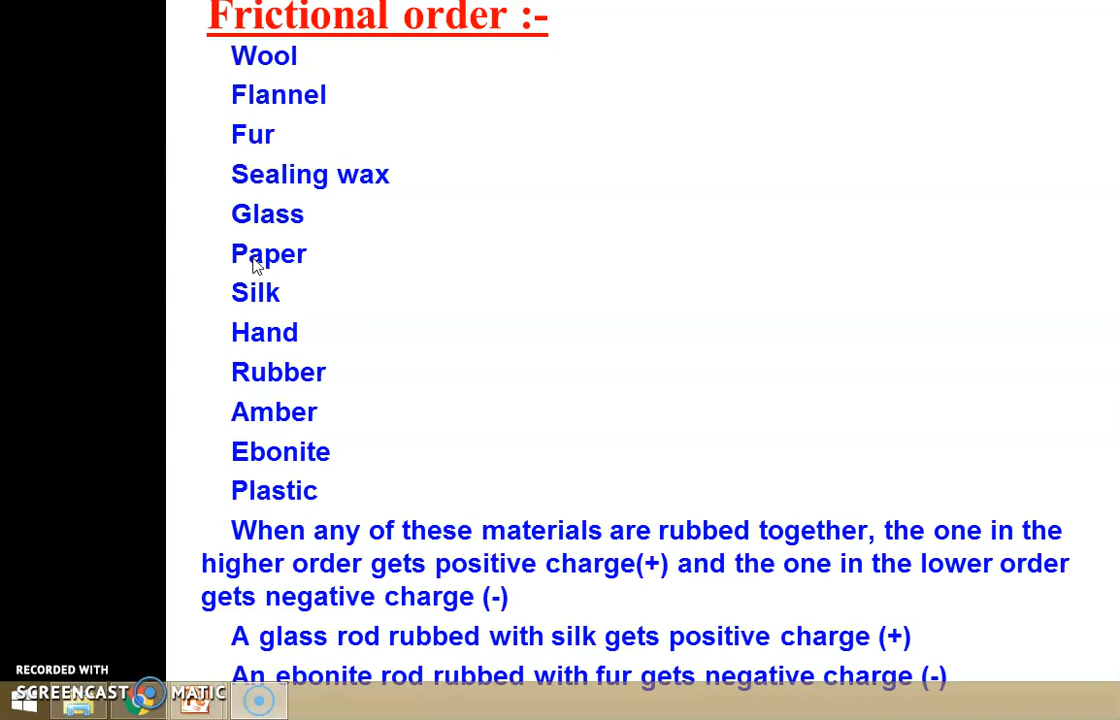 Frictional order :-
Wool
Flannel
Fur
Sealing wax
Glass
Paper
Silk
Hand
Rubber
Amber
Ebonite
Plastic
When any of these materials are rubbed together, the one in the
higher order gets positive charge(+) and the one in the lower order
gets negative charge (-)
A glass rod rubbed with silk gets positive charge (+)
An ebonite rod rubbed with fur gets negative charge (-)
RECORDED WITH
SCREENCAST MATIC